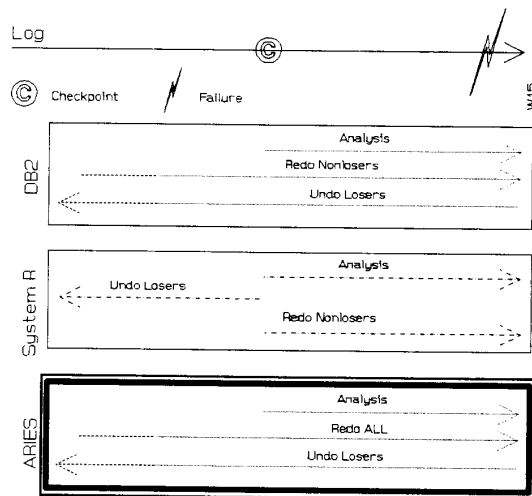 Log
C
C Checkpoint
Failure
W15
DB2
Analysis
Redo Nonlosers
Undo Losers
System R
Analysis
Undo Losers
Redo Nonlosers
ARIES
Analysis
Redo ALL
Undo Losers